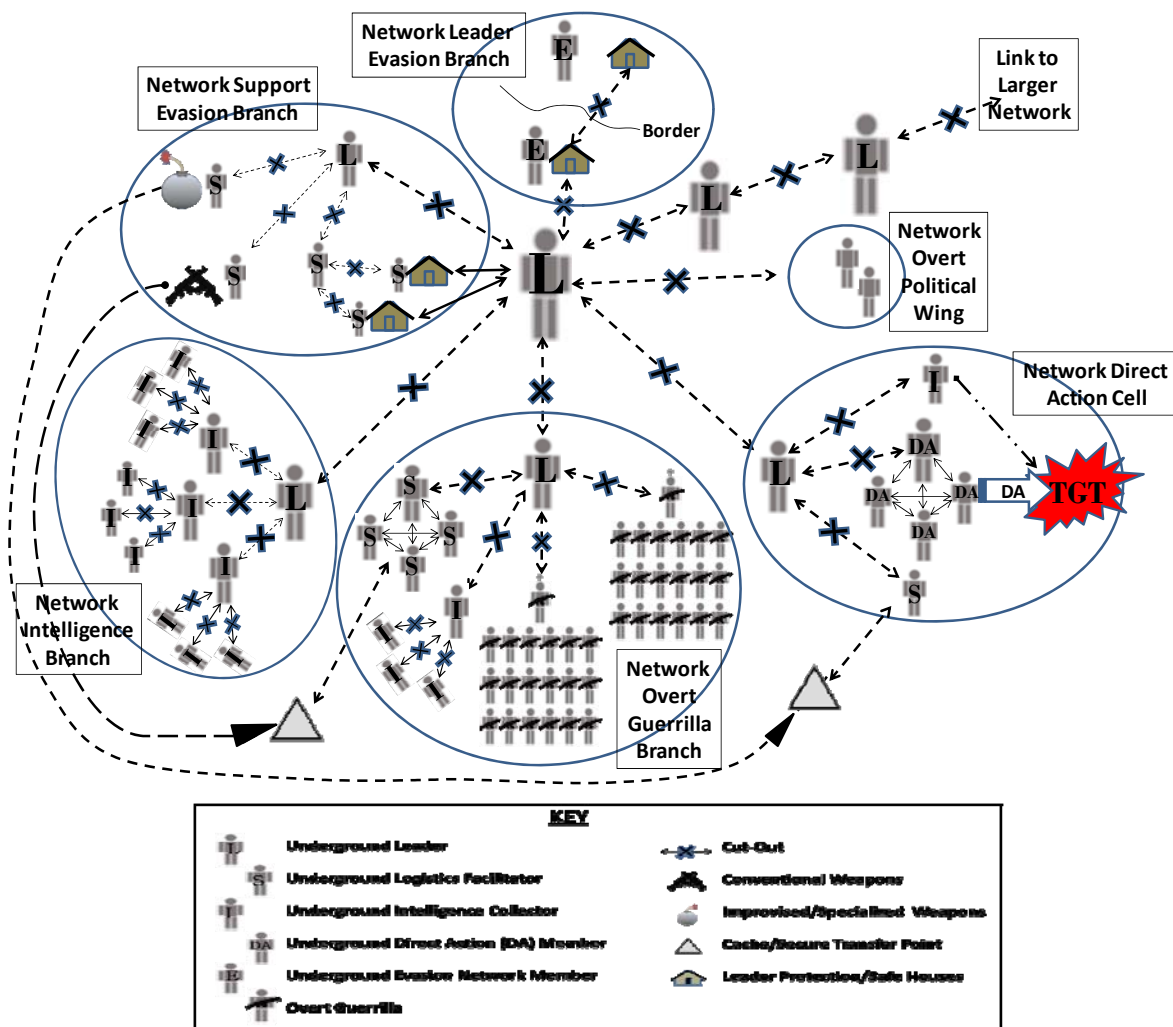 Network Leader
Evasion Branch
E
Border
E
Network Support
Evasion Branch
L
S
S
S
S
S
Link to
Larger
Network
L
L
L
Network
Overt
Political
Wing
Network Direct
Action Cell
I
L
DA
DA
DA
DA
S
DA
TGT
I
I
I
I
I
I
I
I
L
I
I
I
I
Network
Intelligence
Branch
L
S
S
S
S
I
I
I
I
Network
Overt
Guerrilla
Branch
KEY
L
Underground Leader
S
Underground Logistics Facilitator
I
Underground Intelligence Collector
DA
Underground Direct Action (DA) Member
E
Underground Evasion Network Member
Overt Guerrilla
Cut-Out
Conventional Weapons
Improvised/Specialized Weapons
Cache/Secure Transfer Point
Leader Protection/Safe Houses